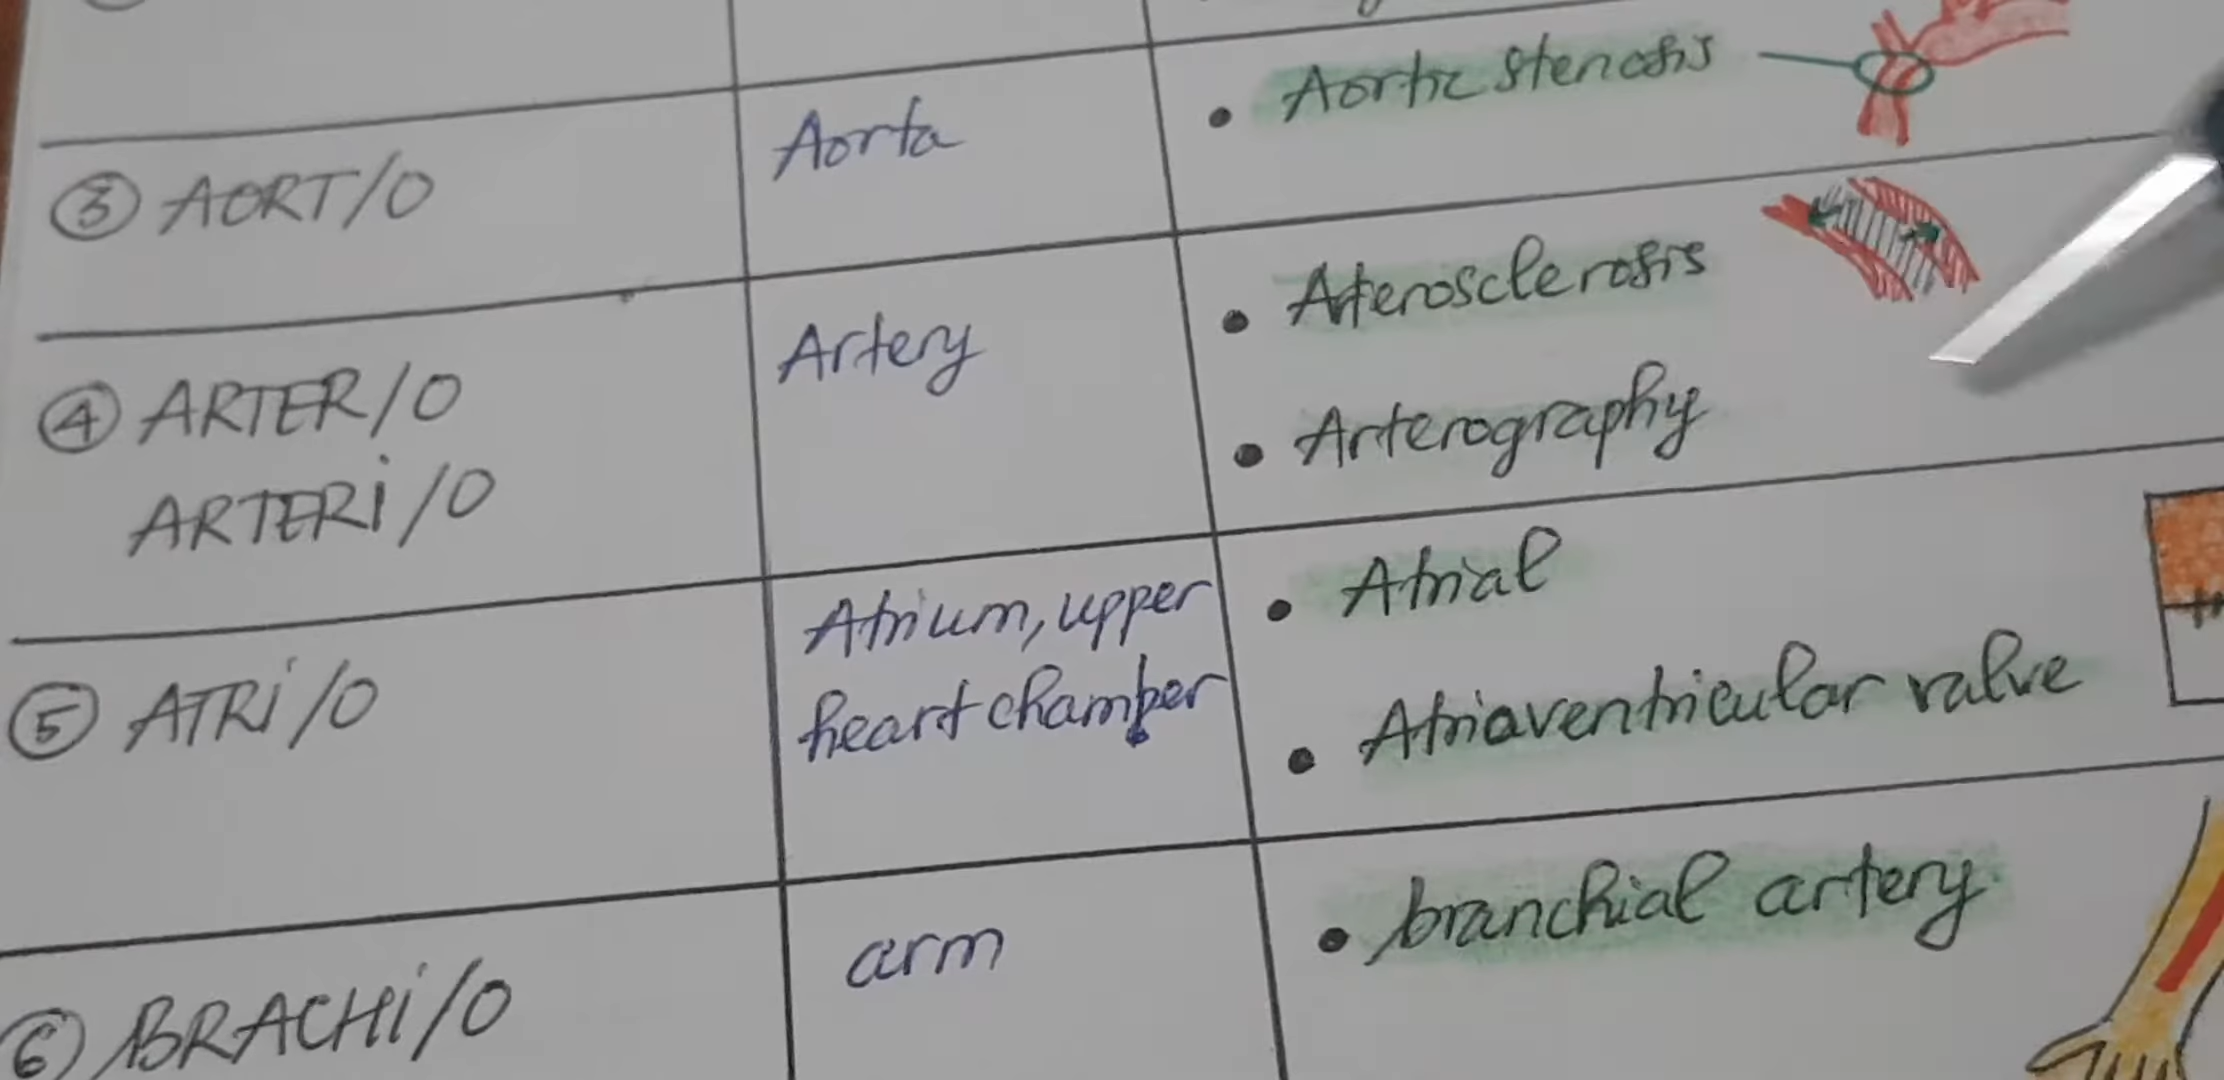 ③ AORT/O
Aorta
• Aortic stenosis
④ ARTER/O
ARTERi/O
Artery
• Arterosclerosis
• Arterography
⑤ ATRi/O
Atrium, upper
heart chamber
• Atrial
• Atrioventricular valve
⑥ BRACHi/O
arm
• branchial artery